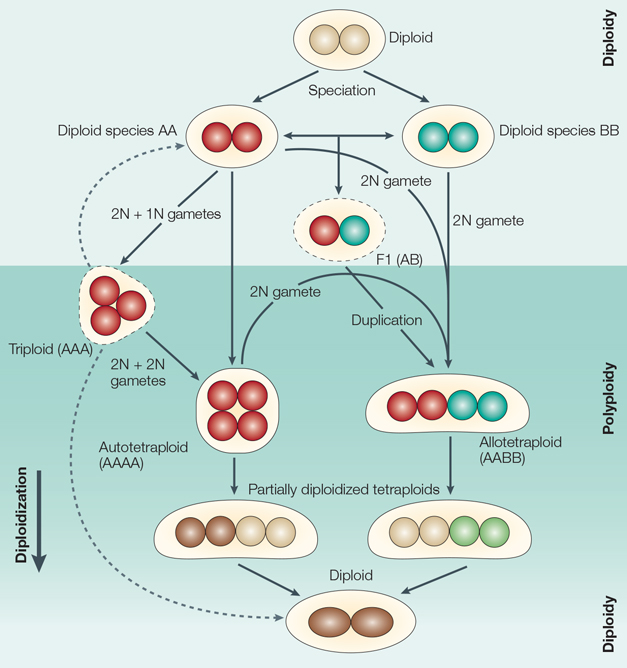 Diploid
Diploidy
Speciation
Diploid species AA
Diploid species BB
2N gamete
2N + 1N gametes
2N gamete
F1 (AB)
2N gamete
Duplication
Triploid (AAA)
2N + 2N
gametes
Polyploidy
Autotetraploid
(AAAA)
Allotetraploid
(AABB)
Diploidization
Partially diploidized tetraploids
Diploid
Diploidy